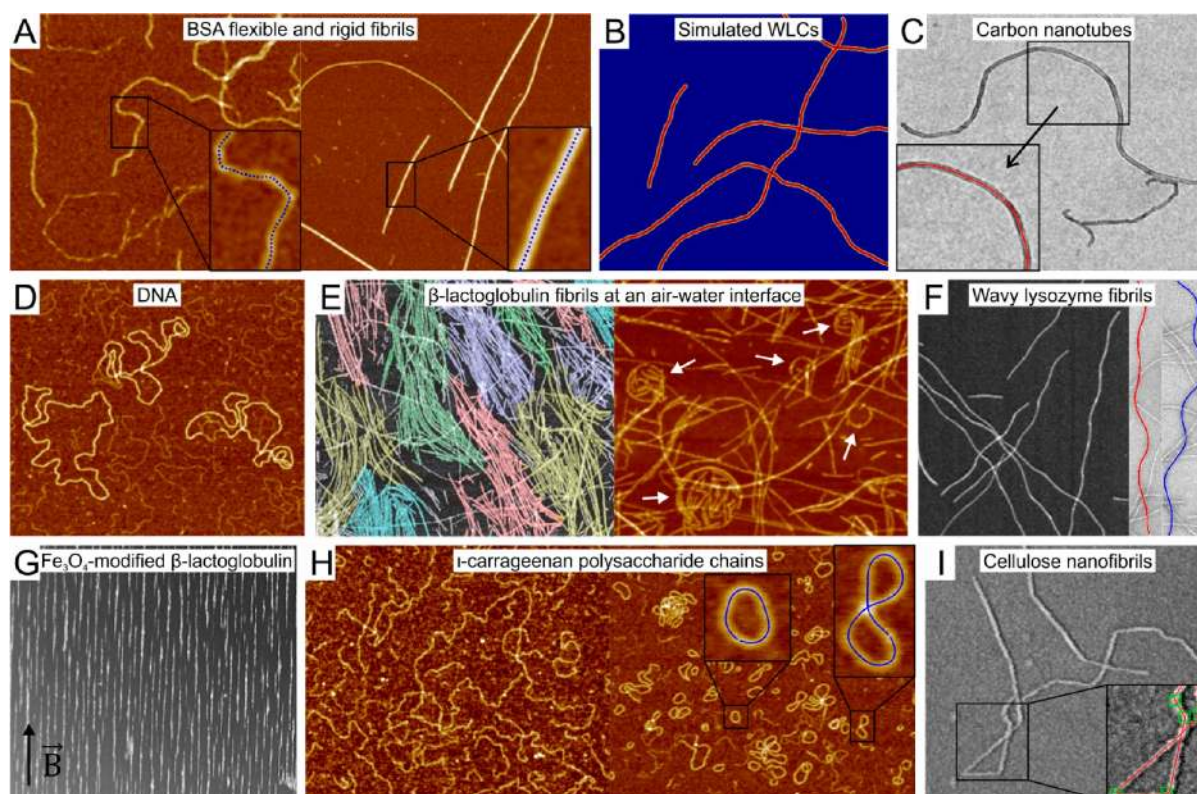 A
BSA flexible and rigid fibrils
B
Simulated WLCs
C
Carbon nanotubes
D
DNA
E
β-lactoglobulin fibrils at an air-water interface
F
Wavy lysozyme fibrils
G
Fe₃O₄-modified β-lactoglobulin
B⃗
H
ι-carrageenan polysaccharide chains
I
Cellulose nanofibrils